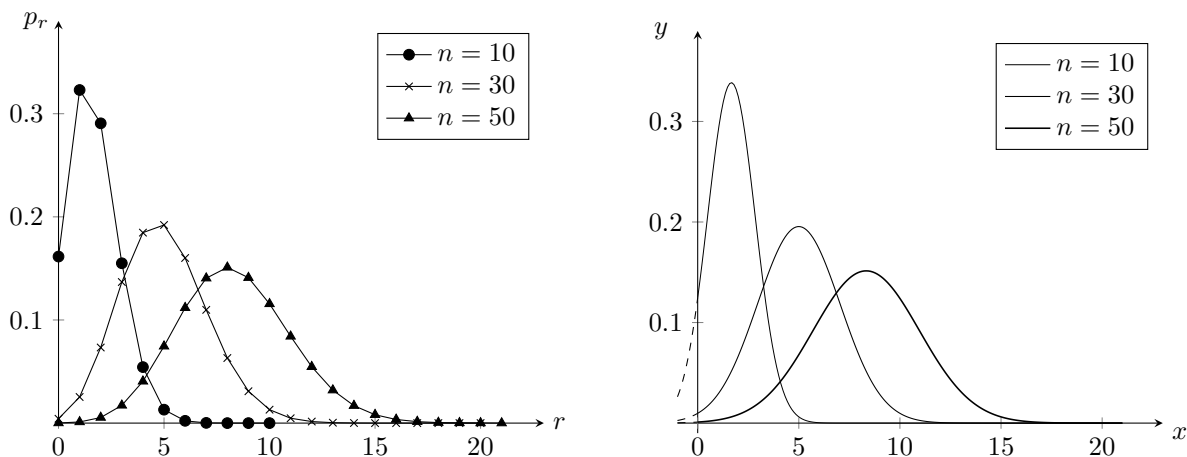 p_r
n = 10
n = 30
n = 50
0.3
0.2
0.1
0 5 10 15 20 r
y
n = 10
n = 30
n = 50
0.3
0.2
0.1
0 5 10 15 20 x